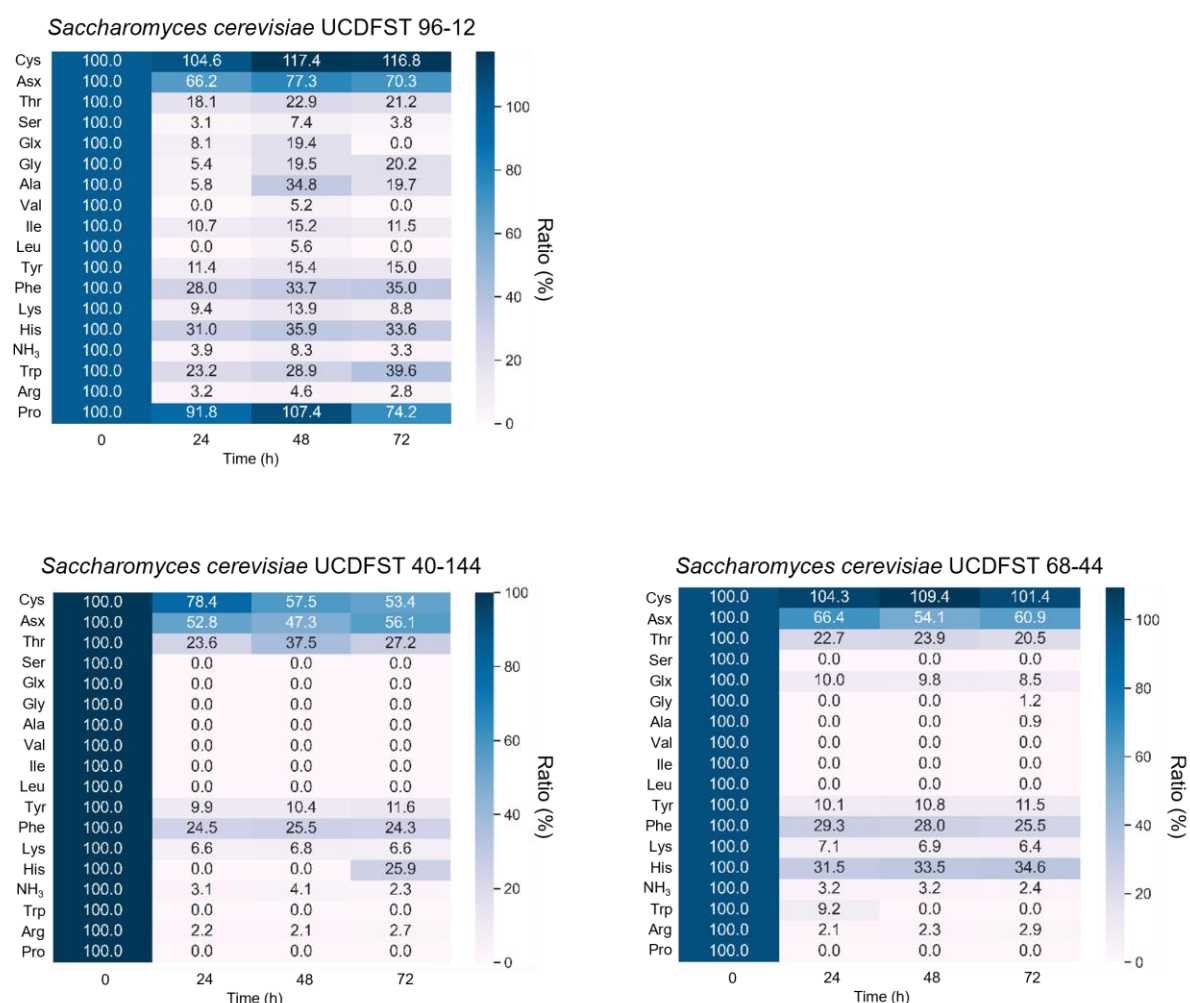 Saccharomyces cerevisiae UCDFST 96-12
Cys 100.0 104.6 117.4 116.8
Asx 100.0 66.2 77.3 70.3
Thr 100.0 18.1 22.9 21.2
Ser 100.0 3.1 7.4 3.8
Glx 100.0 8.1 19.4 0.0
Gly 100.0 5.4 19.5 20.2
Ala 100.0 5.8 34.8 19.7
Val 100.0 0.0 5.2 0.0
Ile 100.0 10.7 15.2 11.5
Leu 100.0 0.0 5.6 0.0
Tyr 100.0 11.4 15.4 15.0
Phe 100.0 28.0 33.7 35.0
Lys 100.0 9.4 13.9 8.8
His 100.0 31.0 35.9 33.6
NH₃ 100.0 3.9 8.3 3.3
Trp 100.0 23.2 28.9 39.6
Arg 100.0 3.2 4.6 2.8
Pro 100.0 91.8 107.4 74.2
0 24 48 72
Time (h)
100
80
60
40
20
0
Ratio (%)
Saccharomyces cerevisiae UCDFST 40-144
Cys 100.0 78.4 57.5 53.4
Asx 100.0 52.8 47.3 56.1
Thr 100.0 23.6 37.5 27.2
Ser 100.0 0.0 0.0 0.0
Glx 100.0 0.0 0.0 0.0
Gly 100.0 0.0 0.0 0.0
Ala 100.0 0.0 0.0 0.0
Val 100.0 0.0 0.0 0.0
Ile 100.0 0.0 0.0 0.0
Leu 100.0 0.0 0.0 0.0
Tyr 100.0 9.9 10.4 11.6
Phe 100.0 24.5 25.5 24.3
Lys 100.0 6.6 6.8 6.6
His 100.0 0.0 0.0 25.9
NH₃ 100.0 3.1 4.1 2.3
Trp 100.0 0.0 0.0 0.0
Arg 100.0 2.2 2.1 2.7
Pro 100.0 0.0 0.0 0.0
0 24 48 72
Time (h)
100
80
60
40
20
0
Ratio (%)
Saccharomyces cerevisiae UCDFST 68-44
Cys 100.0 104.3 109.4 101.4
Asx 100.0 66.4 54.1 60.9
Thr 100.0 22.7 23.9 20.5
Ser 100.0 0.0 0.0 0.0
Glx 100.0 10.0 9.8 8.5
Gly 100.0 0.0 0.0 1.2
Ala 100.0 0.0 0.0 0.9
Val 100.0 0.0 0.0 0.0
Ile 100.0 0.0 0.0 0.0
Leu 100.0 0.0 0.0 0.0
Tyr 100.0 10.1 10.8 11.5
Phe 100.0 29.3 28.0 25.5
Lys 100.0 7.1 6.9 6.4
His 100.0 31.5 33.5 34.6
NH₃ 100.0 3.2 3.2 2.4
Trp 100.0 9.2 0.0 0.0
Arg 100.0 2.1 2.3 2.9
Pro 100.0 0.0 0.0 0.0
0 24 48 72
Time (h)
100
80
60
40
20
0
Ratio (%)